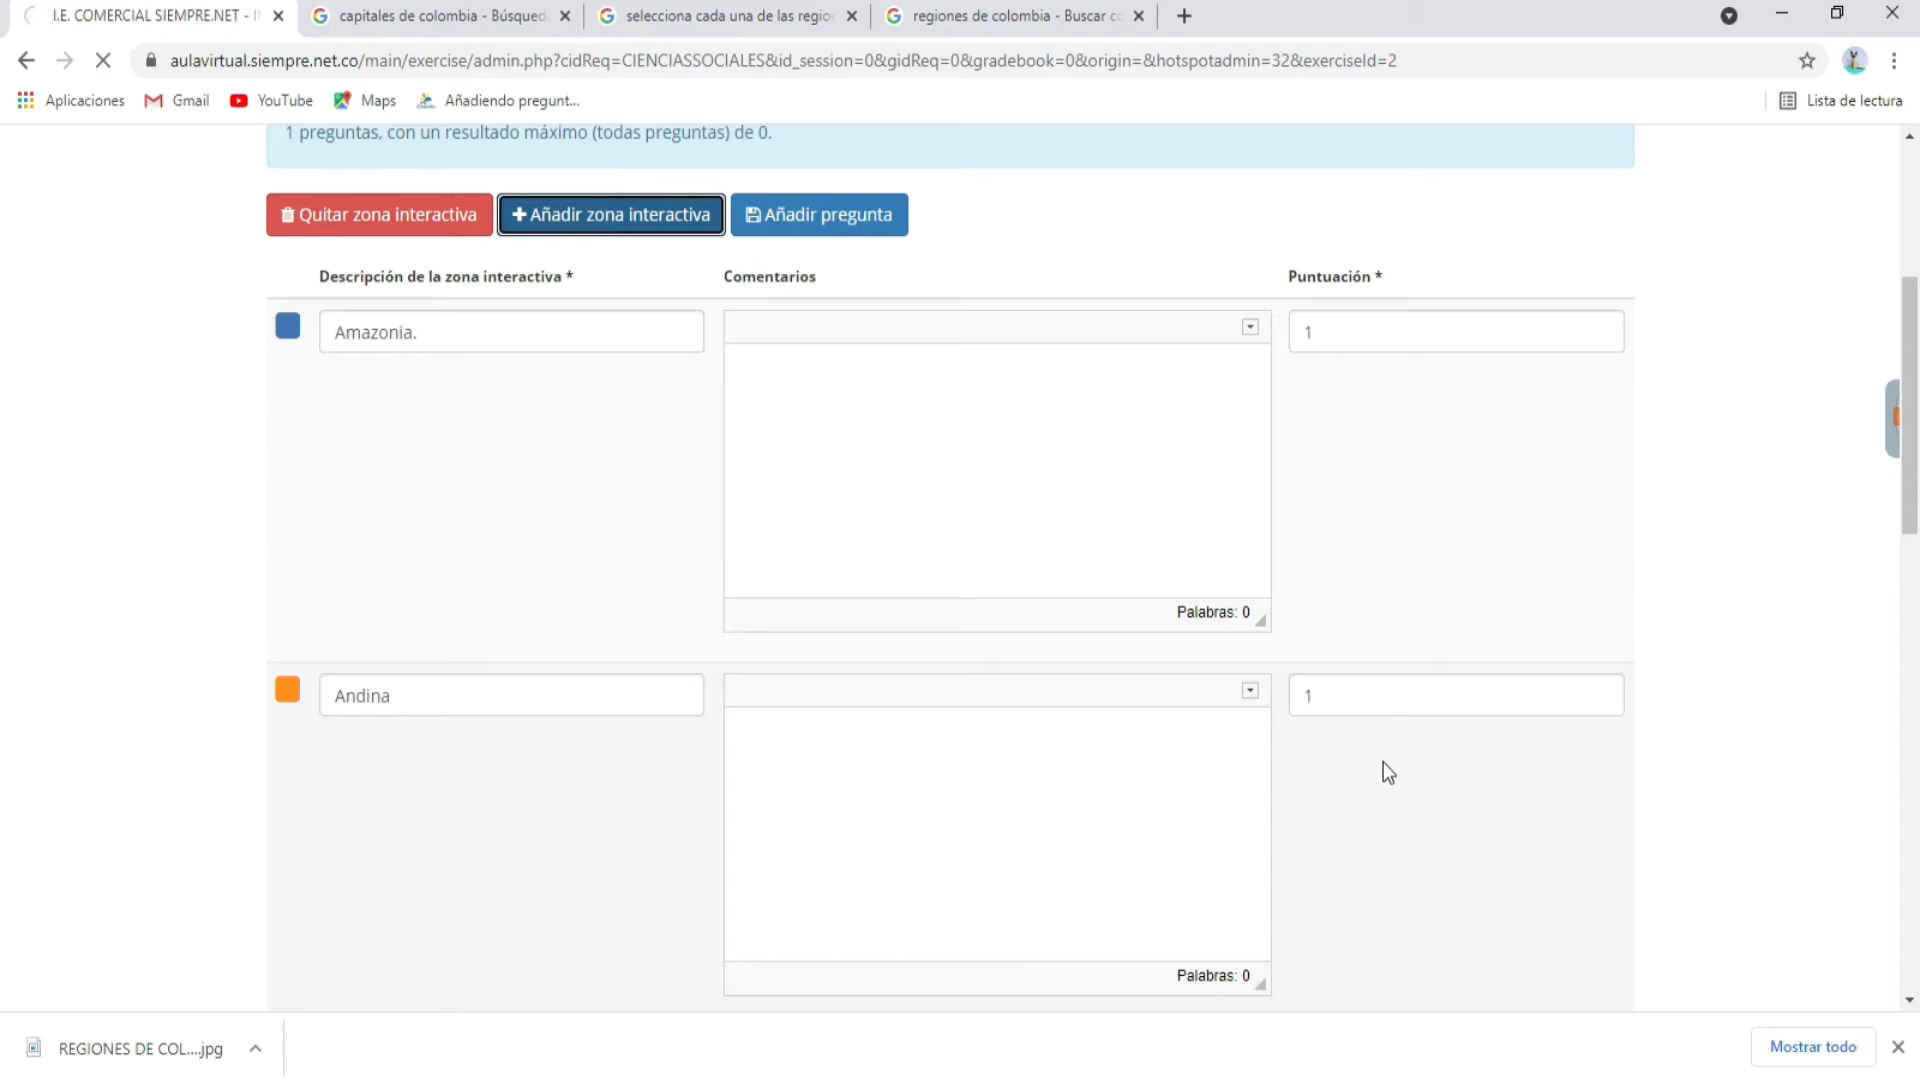 I.E. COMERCIAL SIEMPRE.NET - I
capitales de colombia - Búsqued
selecciona cada una de las region
regiones de colombia - Buscar co
aulavirtual.siempre.net.co/main/exercise/admin.php?cidReq=CIENCIASSOCIALES&id_session=0&gidReq=0&gradebook=0&origin=&hotspotadmin=32&exerciseId=2
Aplicaciones
Gmail
YouTube
Maps
Añadiendo pregunt...
Lista de lectura
1 preguntas, con un resultado máximo (todas preguntas) de 0.
Quitar zona interactiva
Añadir zona interactiva
Añadir pregunta
Descripción de la zona interactiva *
Comentarios
Puntuación *
Amazonia.
1
Palabras: 0
Andina
1
Palabras: 0
REGIONES DE COL....jpg
Mostrar todo